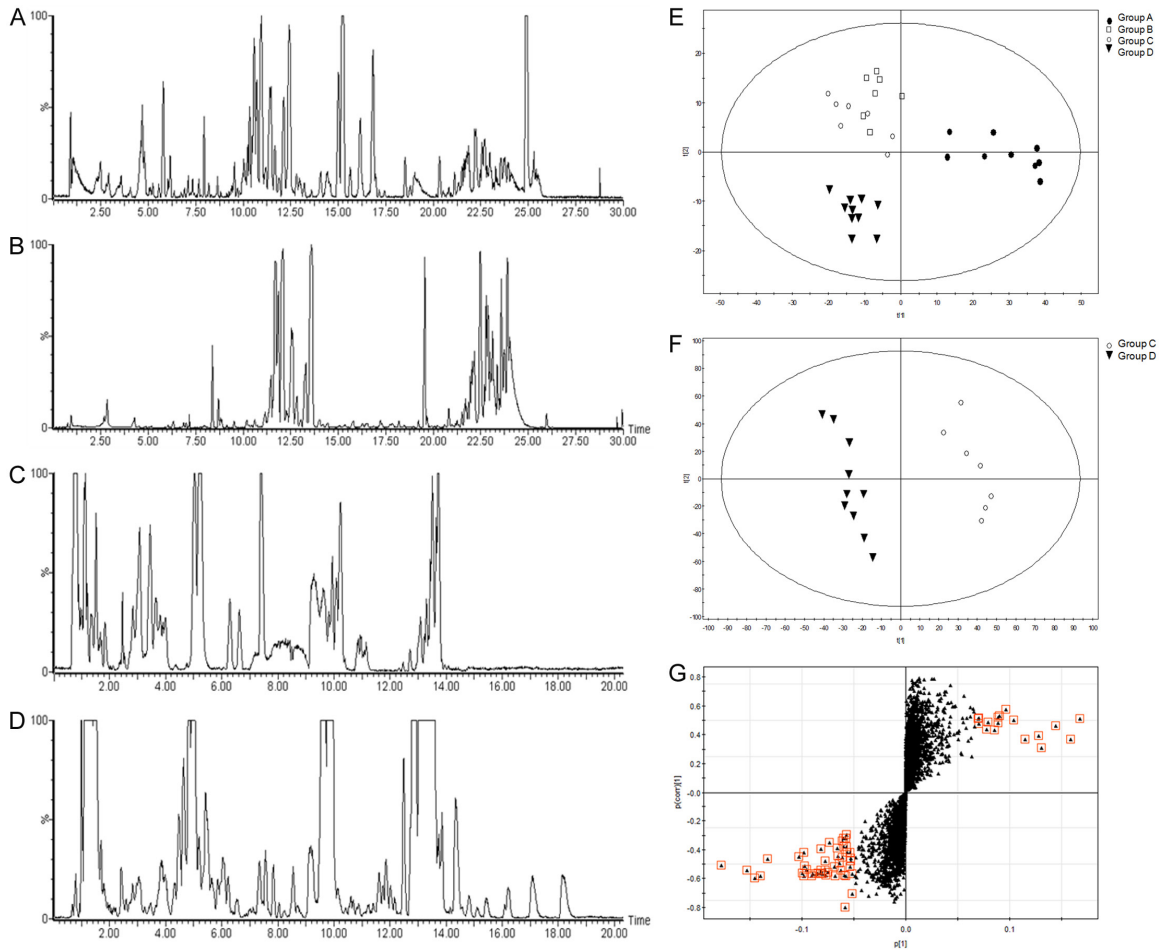 A
100
%
0
2.50 5.00 7.50 10.00 12.50 15.00 17.50 20.00 22.50 25.00 27.50 30.00
B
100
%
0
Time
2.50 5.00 7.50 10.00 12.50 15.00 17.50 20.00 22.50 25.00 27.50 30.00
C
100
%
0
2.00 4.00 6.00 8.00 10.00 12.00 14.00 16.00 18.00 20.00
D
100
%
0
Time
2.00 4.00 6.00 8.00 10.00 12.00 14.00 16.00 18.00 20.00
E
Group A
Group B
Group C
Group D
t[2]
20
10
0
-10
-20
-50 -40 -30 -20 -10 0 10 20 30 40 50
t[1]
F
Group C
Group D
t[2]
100
80
60
40
20
0
-20
-40
-60
-80
-100
-100 -90 -80 -70 -60 -50 -40 -30 -20 -10 0 10 20 30 40 50 60 70 80 90 100
t[1]
G
p(corr)[1]
0.8
0.6
0.4
0.2
-0.0
-0.2
-0.4
-0.6
-0.8
-0.1 0.0 0.1
p[1]